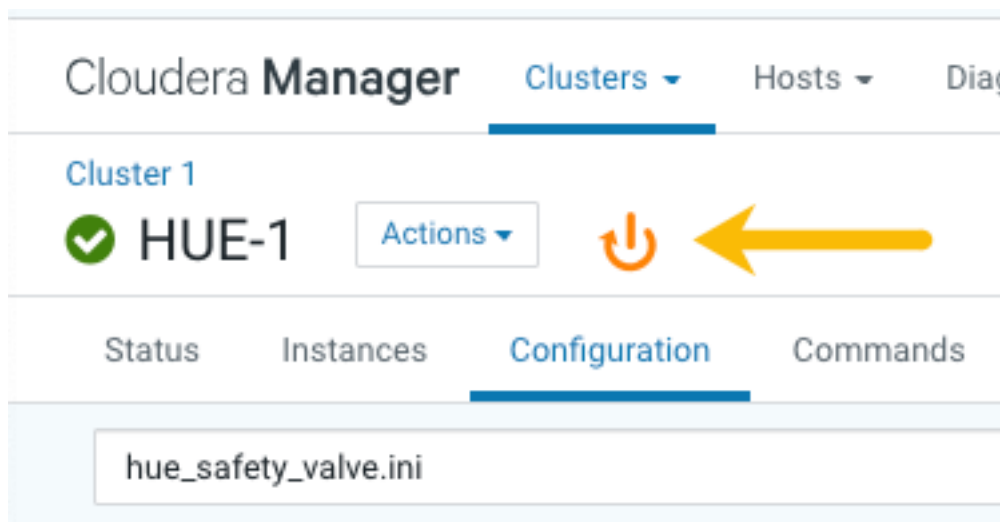 Cloudera Manager Clusters Hosts
Cluster 1
HUE-1 Actions
Status Instances Configuration Commands
hue_safety_valve.ini